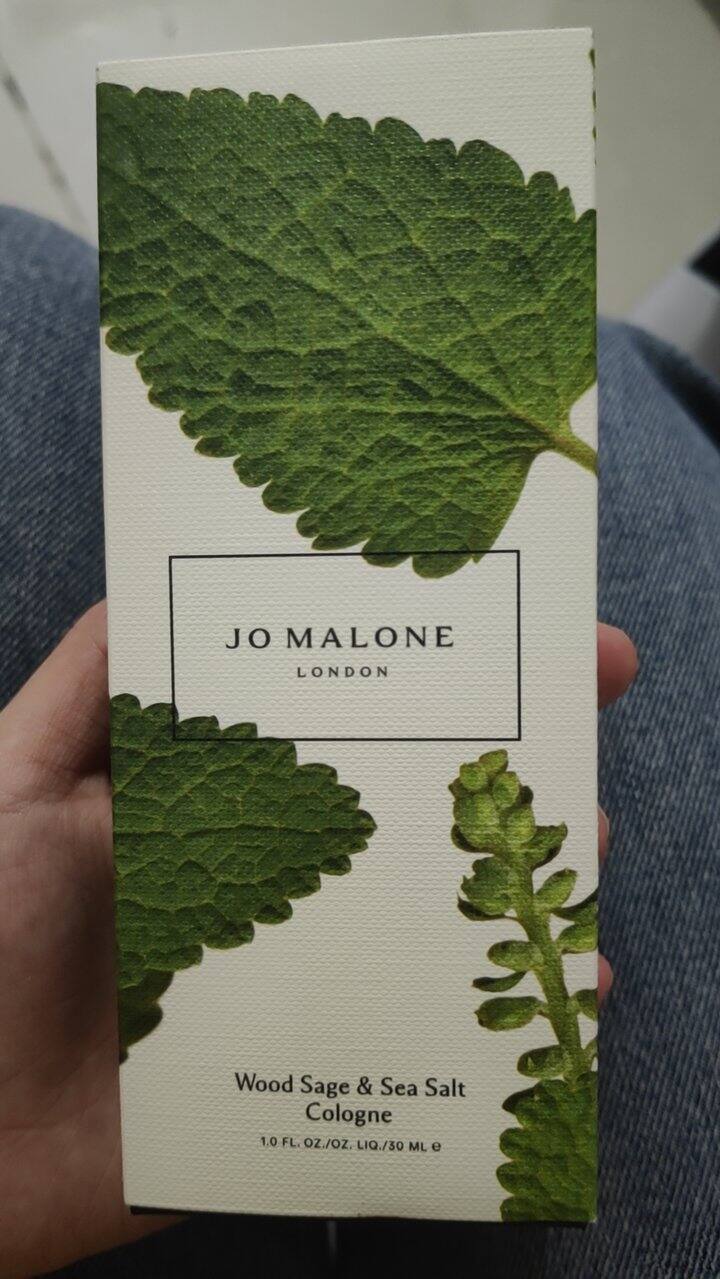 JO MALONE
LONDON
Wood Sage & Sea Salt
Cologne
1.0 FL. OZ./OZ. LIQ./30 ML ℮